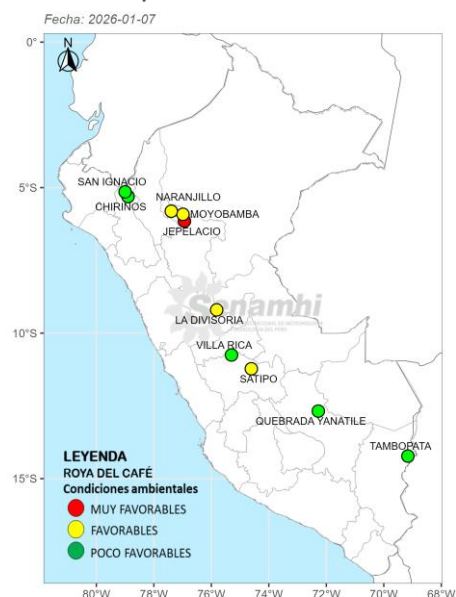 Fecha: 2026-01-07
N
0°
5°S
10°S
15°S
SAN IGNACIO
CHIRINOS
NARANJILLO
MOYOBAMBA
JEPELACIO
Senamhi
LA DIVISORIA
VILLA RICA
SATIPO
QUEBRADA YANATILE
TAMBOPATA
LEYENDA
ROYA DEL CAFÉ
Condiciones ambientales
MUY FAVORABLES
FAVORABLES
POCO FAVORABLES
80°W 78°W 76°W 74°W 72°W 70°W 68°W